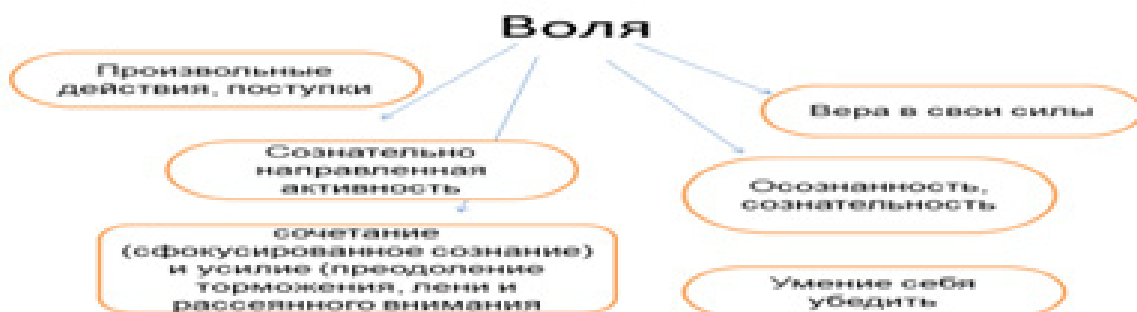 Воля
Произвольные
действия, поступки
Вера в свои силы
Сознательно
направленная
активность
Осознанность,
сознательность
сочетание
(сфокусированное сознание)
и усилие (преодоление
торможения, лени и
рассеянного внимания
Умение себя
убедить